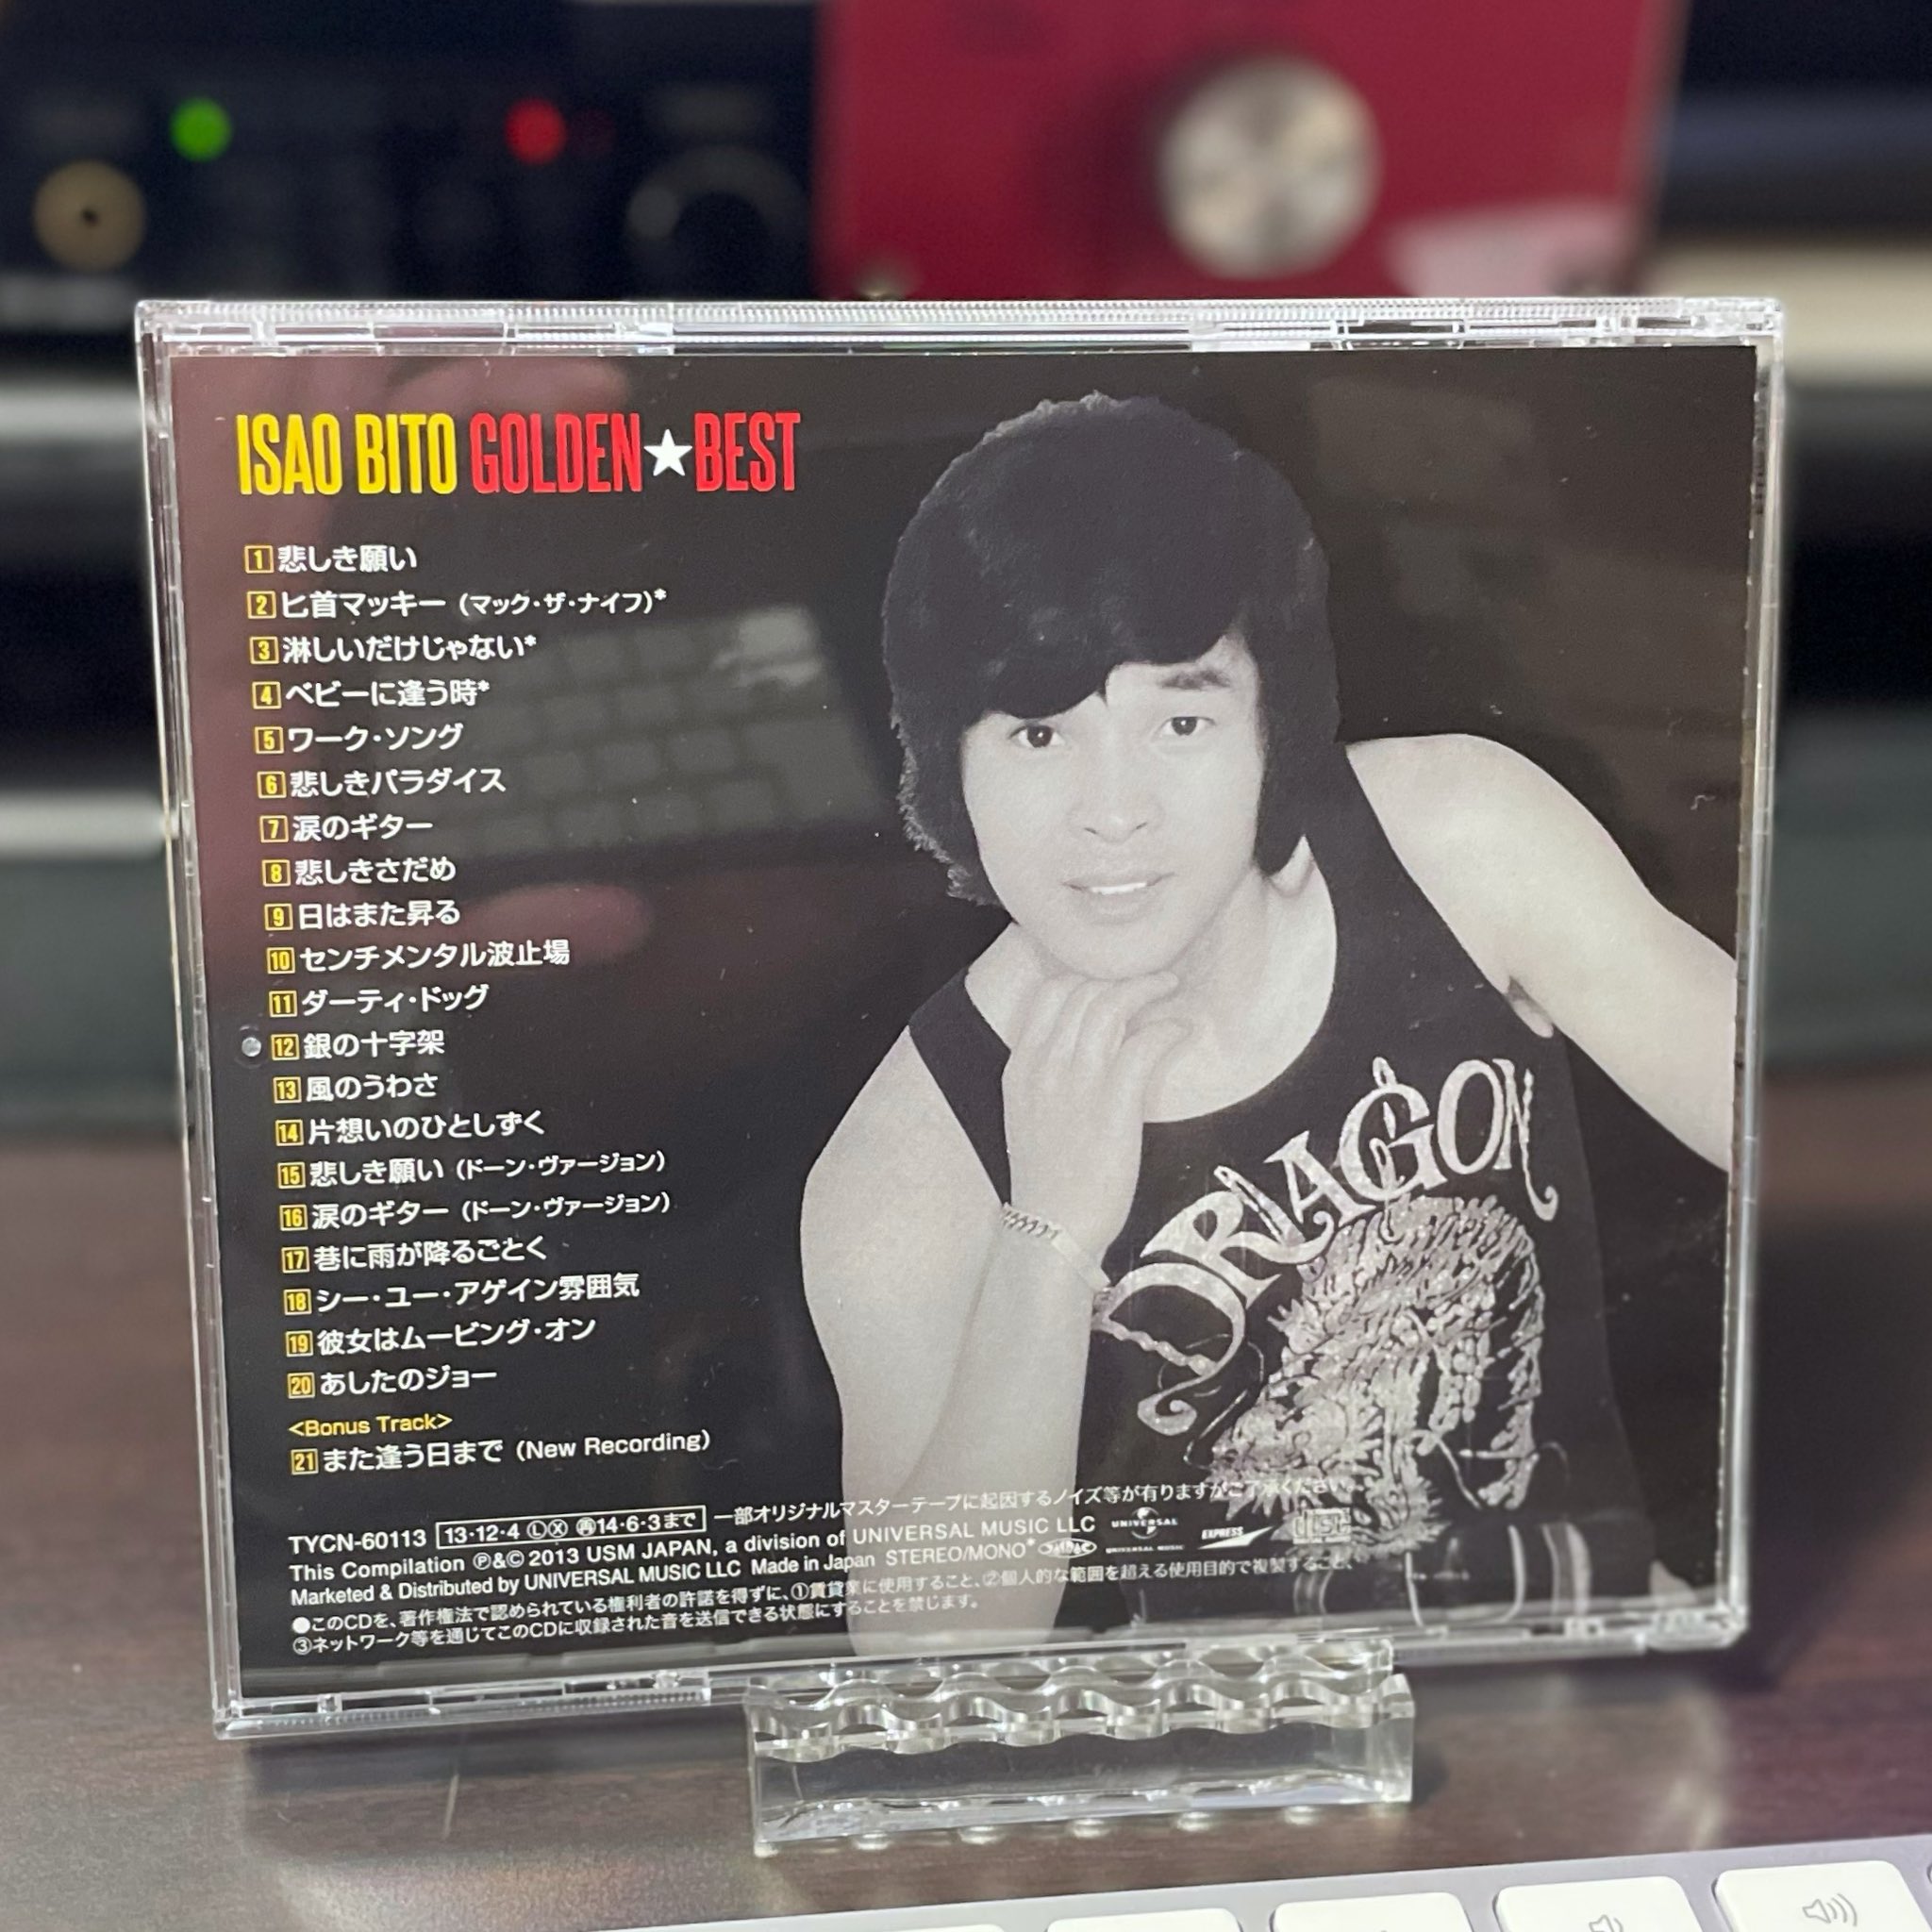 ISAO BITO GOLDEN★BEST
1 悲しき願い
2 匕首マッキー（マック・ザ・ナイフ）*
3 淋しいだけじゃない*
4 ベビーに逢う時*
5 ワーク・ソング
6 悲しきパラダイス
7 涙のギター
8 悲しきさだめ
9 日はまた昇る
10 センチメンタル波止場
11 ダーティ・ドッグ
12 銀の十字架
13 風のうわさ
14 片想いのひとしずく
15 悲しき願い（ドーン・ヴァージョン）
16 涙のギター（ドーン・ヴァージョン）
17 巷に雨が降るごとく
18 シー・ユー・アゲイン雰囲気
19 彼女はムービング・オン
20 あしたのジョー
<Bonus Track>
21 また逢う日まで（New Recording）
DRAGON
TYCN-60113 13・12・4 Ⓛ Ⓧ ㊐14・6・3まで 一部オリジナルマスターテープに起因するノイズ等が有りますがご了承ください。
This Compilation Ⓟ&© 2013 USM JAPAN, a division of UNIVERSAL MUSIC LLC UNIVERSAL EXPRESS disc
Marketed & Distributed by UNIVERSAL MUSIC LLC Made in Japan STEREO/MONO* JASRAC UNIVERSAL MUSIC
●このCDを、著作権法で認められている権利者の許諾を得ずに、①賃貸業に使用すること、②個人的な範囲を超える使用目的で複製すること、
③ネットワーク等を通じてこのCDに収録された音を送信できる状態にすることを禁じます。